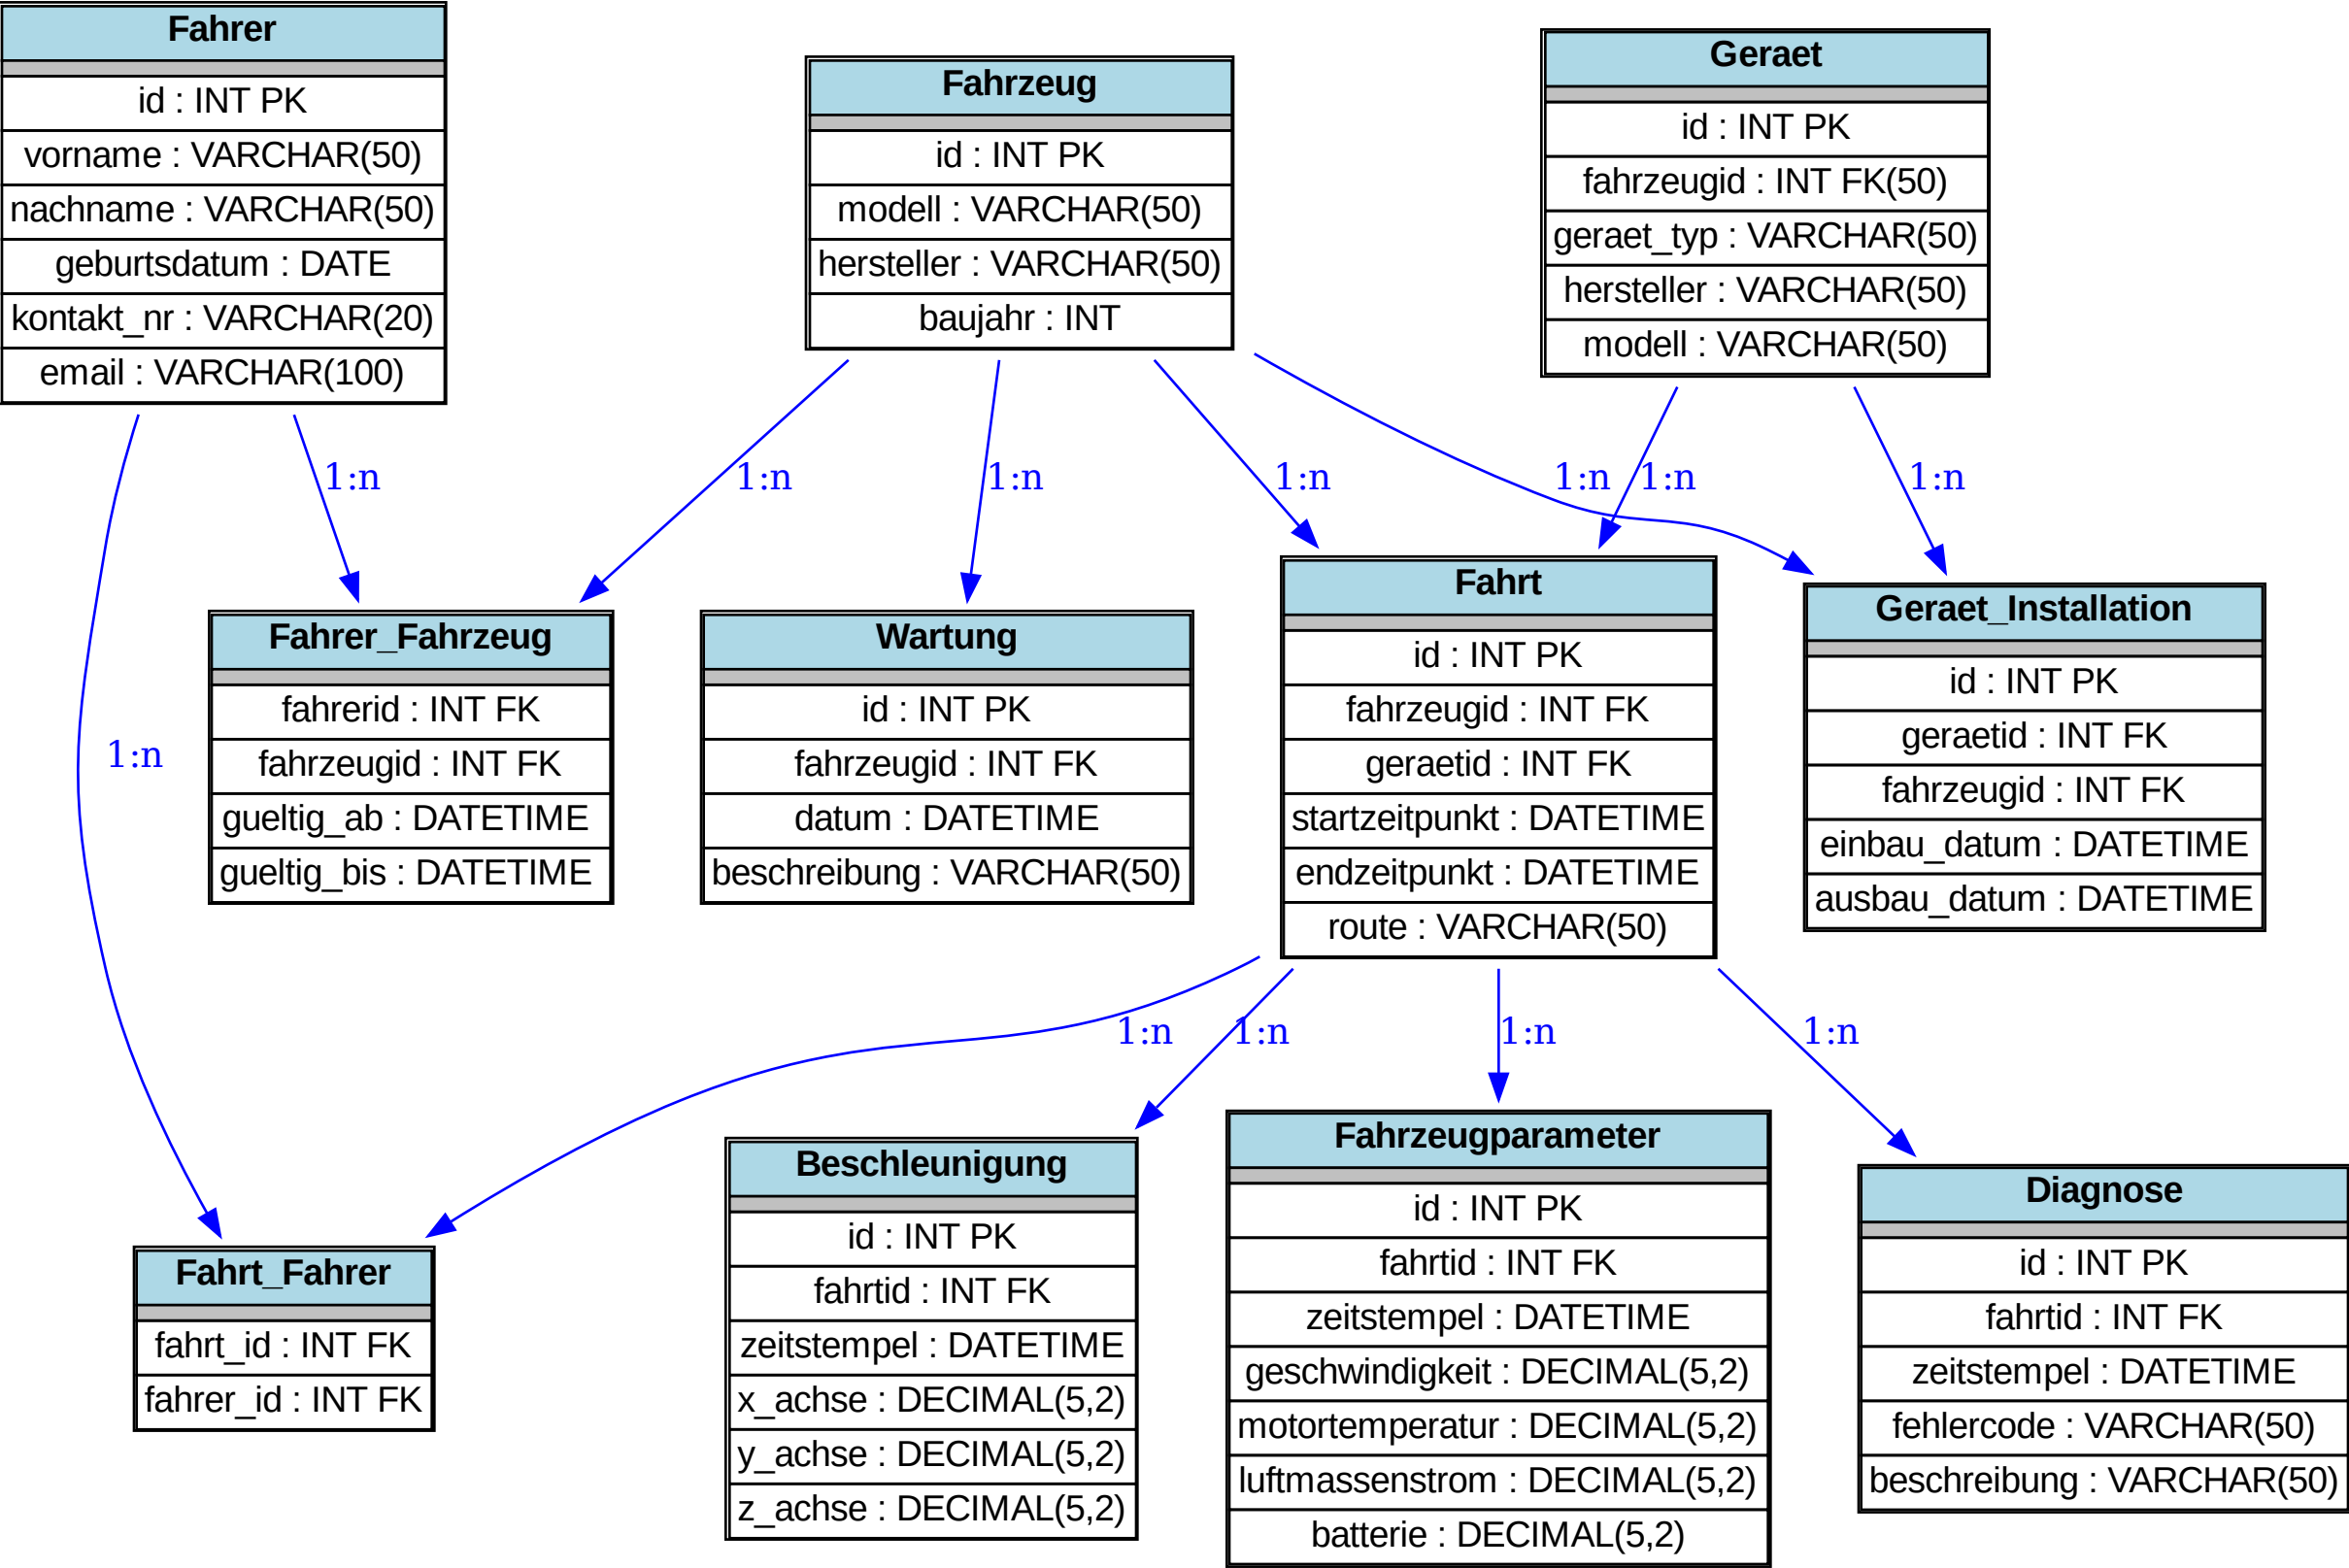 Fahrer
id : INT PK
vorname : VARCHAR(50)
nachname : VARCHAR(50)
geburtsdatum : DATE
kontakt_nr : VARCHAR(20)
email : VARCHAR(100)
Fahrzeug
id : INT PK
modell : VARCHAR(50)
hersteller : VARCHAR(50)
baujahr : INT
Geraet
id : INT PK
fahrzeugid : INT FK(50)
geraet_typ : VARCHAR(50)
hersteller : VARCHAR(50)
modell : VARCHAR(50)
1:n
1:n
1:n
1:n
1:n
1:n
1:n
1:n
Fahrer_Fahrzeug
fahrerid : INT FK
fahrzeugid : INT FK
gueltig_ab : DATETIME
gueltig_bis : DATETIME
Wartung
id : INT PK
fahrzeugid : INT FK
datum : DATETIME
beschreibung : VARCHAR(50)
Fahrt
id : INT PK
fahrzeugid : INT FK
geraetid : INT FK
startzeitpunkt : DATETIME
endzeitpunkt : DATETIME
route : VARCHAR(50)
Geraet_Installation
id : INT PK
geraetid : INT FK
fahrzeugid : INT FK
einbau_datum : DATETIME
ausbau_datum : DATETIME
1:n
1:n
1:n
1:n
Fahrt_Fahrer
fahrt_id : INT FK
fahrer_id : INT FK
Beschleunigung
id : INT PK
fahrtid : INT FK
zeitstempel : DATETIME
x_achse : DECIMAL(5,2)
y_achse : DECIMAL(5,2)
z_achse : DECIMAL(5,2)
Fahrzeugparameter
id : INT PK
fahrtid : INT FK
zeitstempel : DATETIME
geschwindigkeit : DECIMAL(5,2)
motortemperatur : DECIMAL(5,2)
luftmassenstrom : DECIMAL(5,2)
batterie : DECIMAL(5,2)
Diagnose
id : INT PK
fahrtid : INT FK
zeitstempel : DATETIME
fehlercode : VARCHAR(50)
beschreibung : VARCHAR(50)